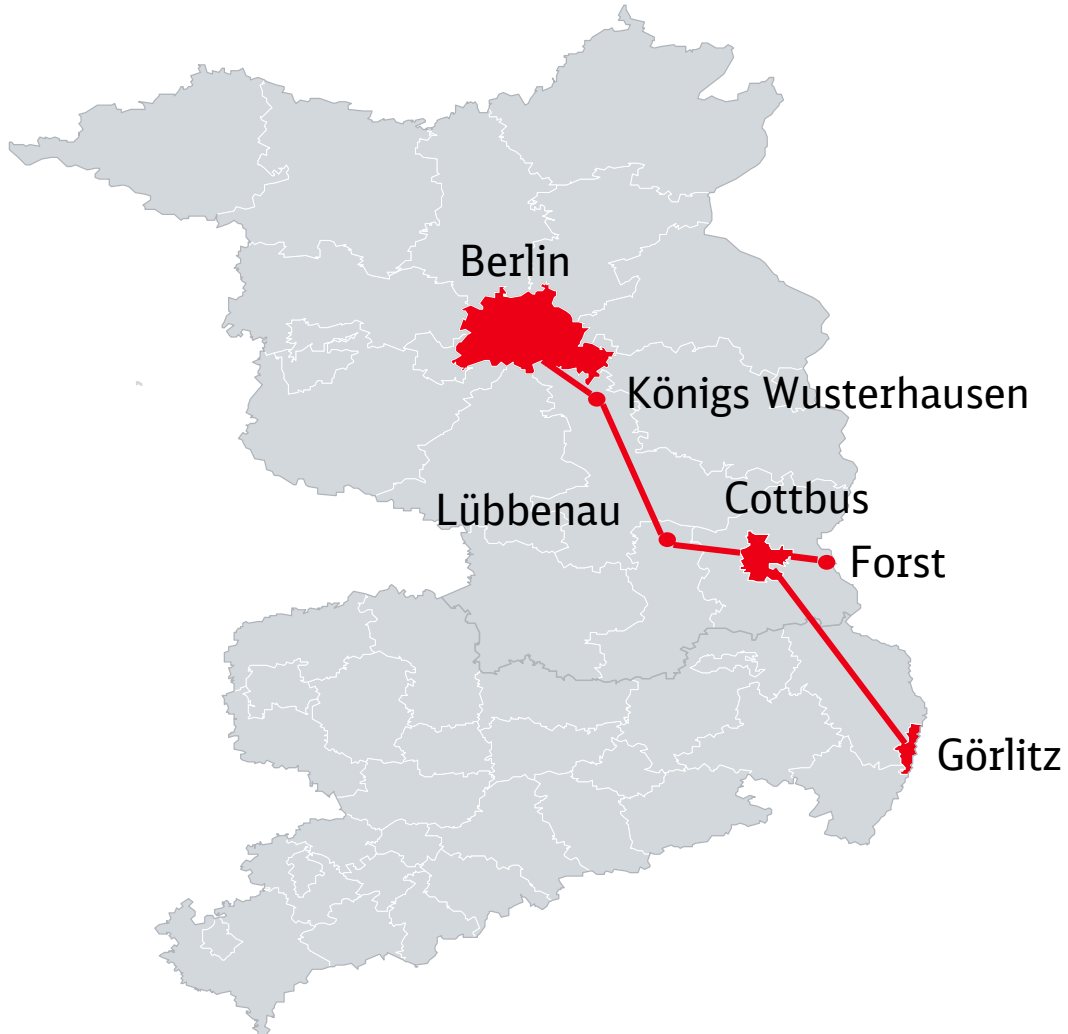 Berlin
Königs Wusterhausen
Cottbus
Lübbenau
Forst
Görlitz